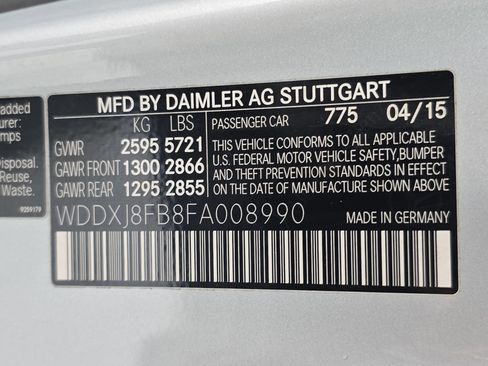 added
urer:
mps
Disposal.
Reuse,
Waste.
9259179
MFD BY DAIMLER AG STUTTGART
KG LBS
PASSENGER CAR 775 04/15
GVWR 2595 5721
GAWR FRONT 1300 2866
GAWR REAR 1295 2855
THIS VEHICLE CONFORMS TO ALL APPLICABLE
U.S. FEDERAL MOTOR VEHICLE SAFETY, BUMPER
AND THEFT PREVENTION STANDARDS IN EFFECT ON
THE DATE OF MANUFACTURE SHOWN ABOVE
WDDXJ8FB8FA008990
MADE IN GERMANY